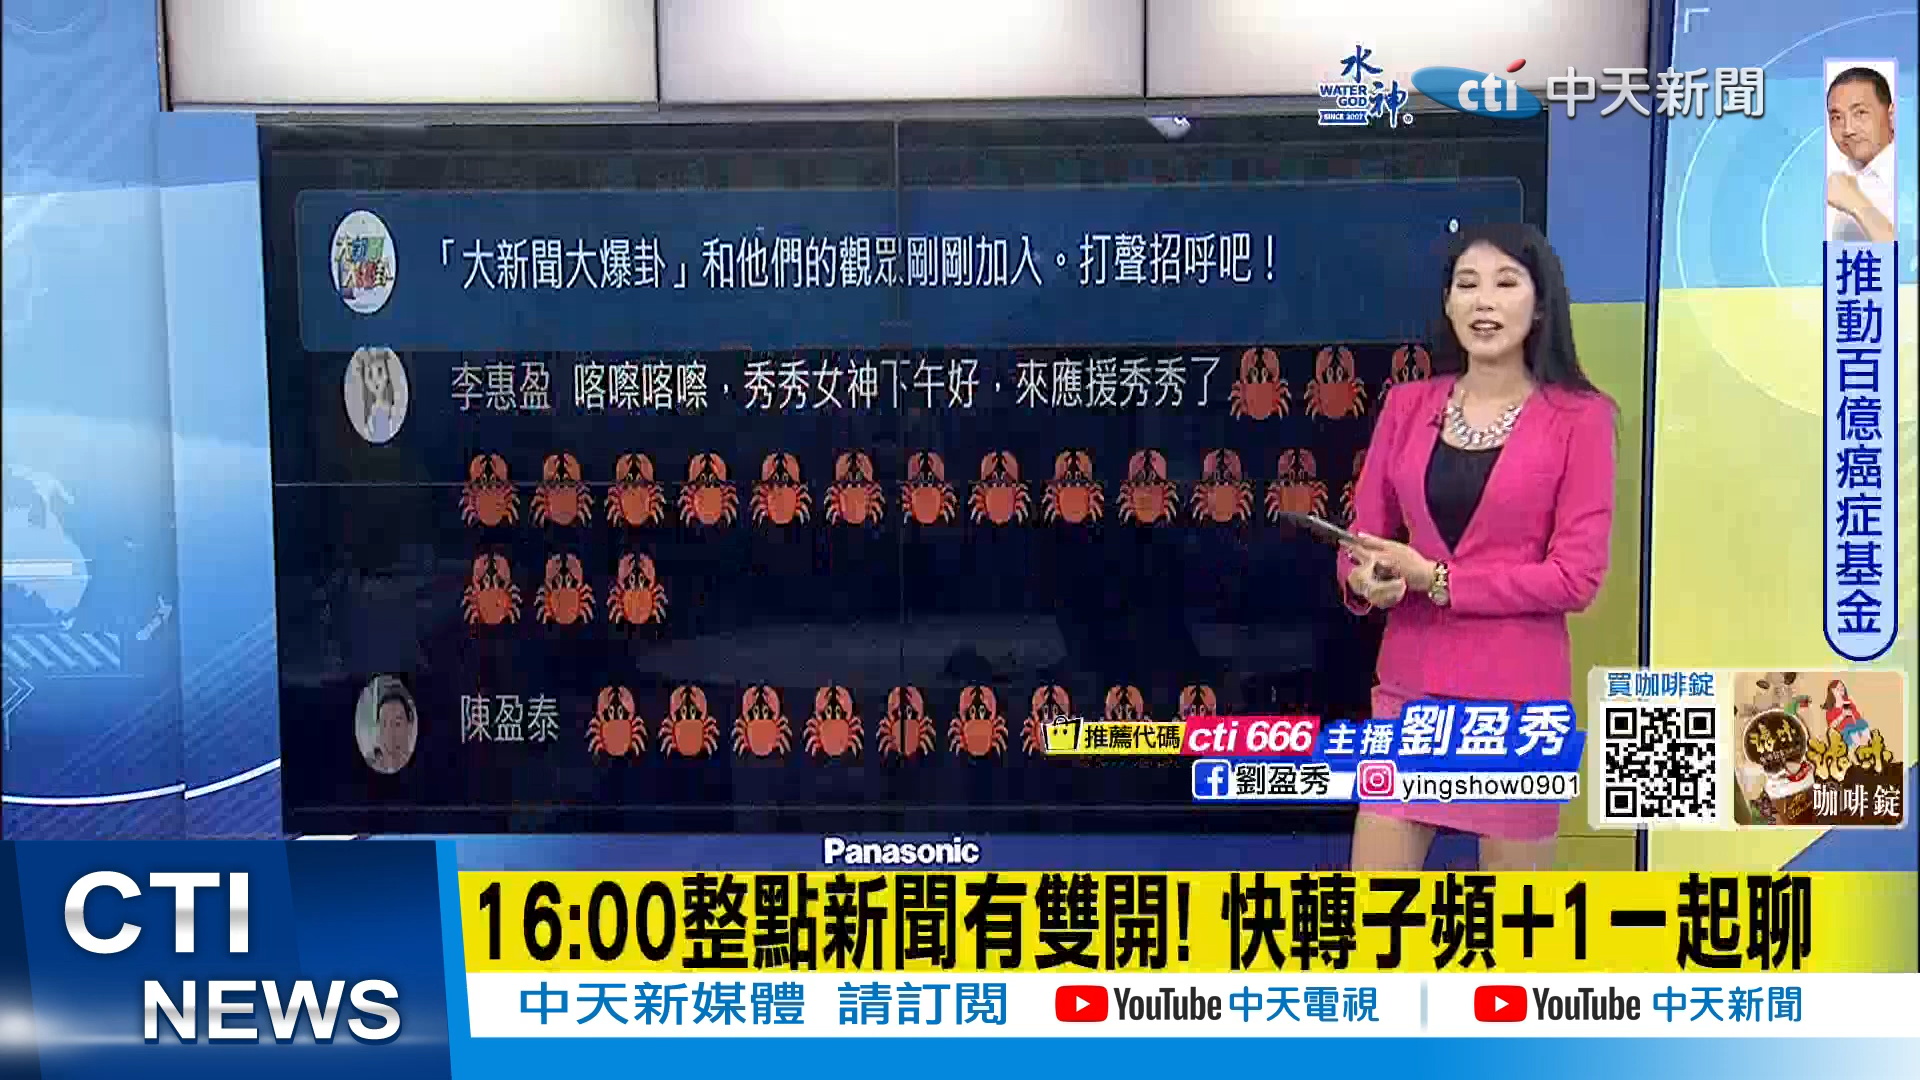 水神
WATER GOD
SINCE 2007
cti 中天新聞
「大新聞大爆卦」和他們的觀眾剛剛加入。打聲招呼吧!
李惠盈 喀嚓喀嚓,秀秀女神下午好,來應援秀秀了
陳盈泰
推動百億癌症基金
買咖啡錠
咖啡錠
推薦代碼 cti 666 主播 劉盈秀
劉盈秀 yingshow0901
Panasonic
CTI NEWS
16:00整點新聞有雙開! 快轉子頻+1一起聊
中天新媒體 請訂閱 YouTube 中天電視 | YouTube 中天新聞